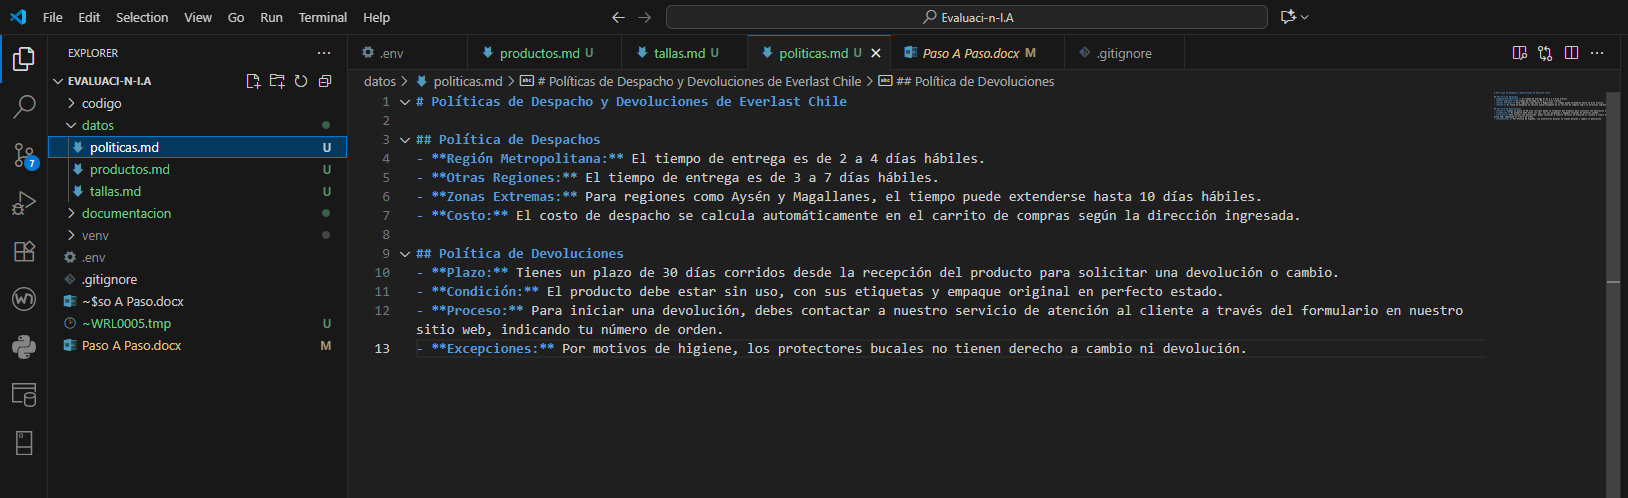 File Edit Selection View Go Run Terminal Help
Evaluaci-n-I.A
EXPLORER
EVALUACI-N-I.A
codigo
datos
politicas.md U
productos.md U
tallas.md U
documentacion
venv
.env
.gitignore
~$so A Paso.docx
~WRL0005.tmp U
Paso A Paso.docx M
7
.env productos.md U tallas.md U politicas.md U Paso A Paso.docx M .gitignore
datos > politicas.md > # Políticas de Despacho y Devoluciones de Everlast Chile > ## Política de Devoluciones
1 # Políticas de Despacho y Devoluciones de Everlast Chile
2
3 ## Política de Despachos
4 - **Región Metropolitana:** El tiempo de entrega es de 2 a 4 días hábiles.
5 - **Otras Regiones:** El tiempo de entrega es de 3 a 7 días hábiles.
6 - **Zonas Extremas:** Para regiones como Aysén y Magallanes, el tiempo puede extenderse hasta 10 días hábiles.
7 - **Costo:** El costo de despacho se calcula automáticamente en el carrito de compras según la dirección ingresada.
8
9 ## Política de Devoluciones
10 - **Plazo:** Tienes un plazo de 30 días corridos desde la recepción del producto para solicitar una devolución o cambio.
11 - **Condición:** El producto debe estar sin uso, con sus etiquetas y empaque original en perfecto estado.
12 - **Proceso:** Para iniciar una devolución, debes contactar a nuestro servicio de atención al cliente a través del formulario en nuestro
sitio web, indicando tu número de orden.
13 - **Excepciones:** Por motivos de higiene, los protectores bucales no tienen derecho a cambio ni devolución.